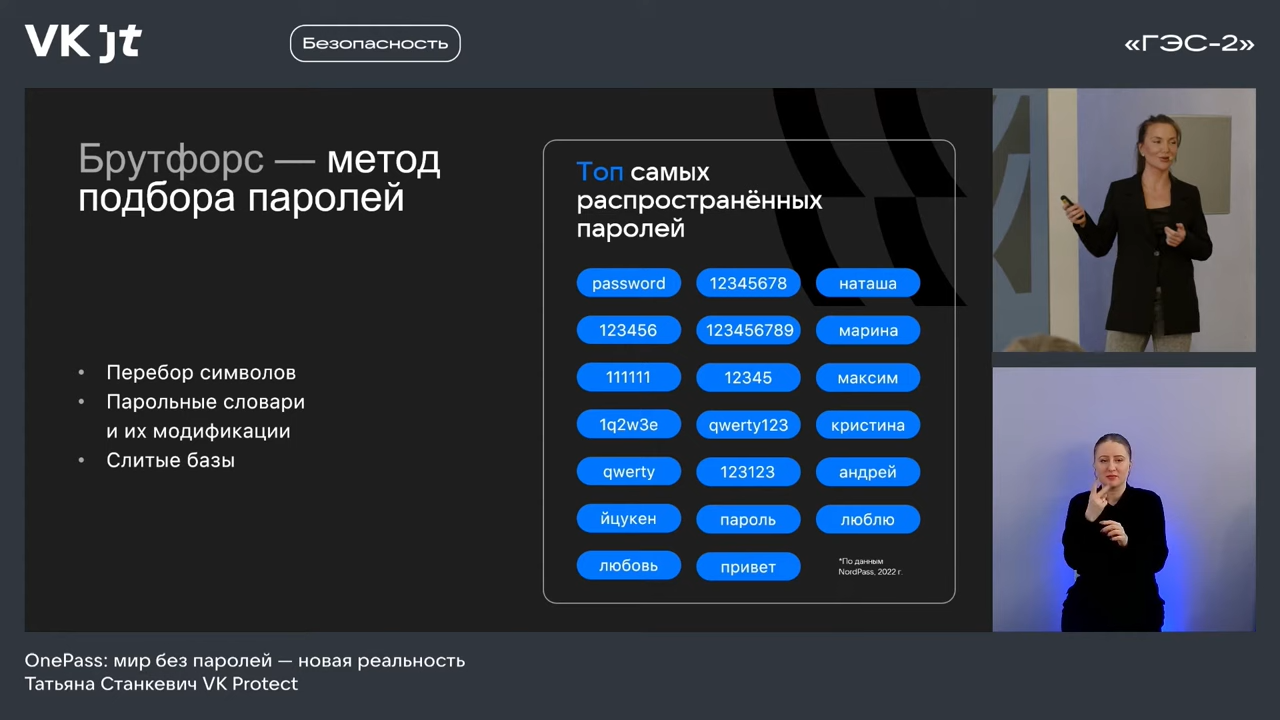 VK jt
Безопасность
«ГЭС-2»
Брутфорс — метод
подбора паролей
• Перебор символов
• Парольные словари
и их модификации
• Слитые базы
Топ самых
распространённых
паролей
password 12345678 наташа
123456 123456789 марина
111111 12345 максим
1q2w3e qwerty123 кристина
qwerty 123123 андрей
йцукен пароль люблю
любовь привет
*По данным
NordPass, 2022 г.
OnePass: мир без паролей — новая реальность
Татьяна Станкевич VK Protect